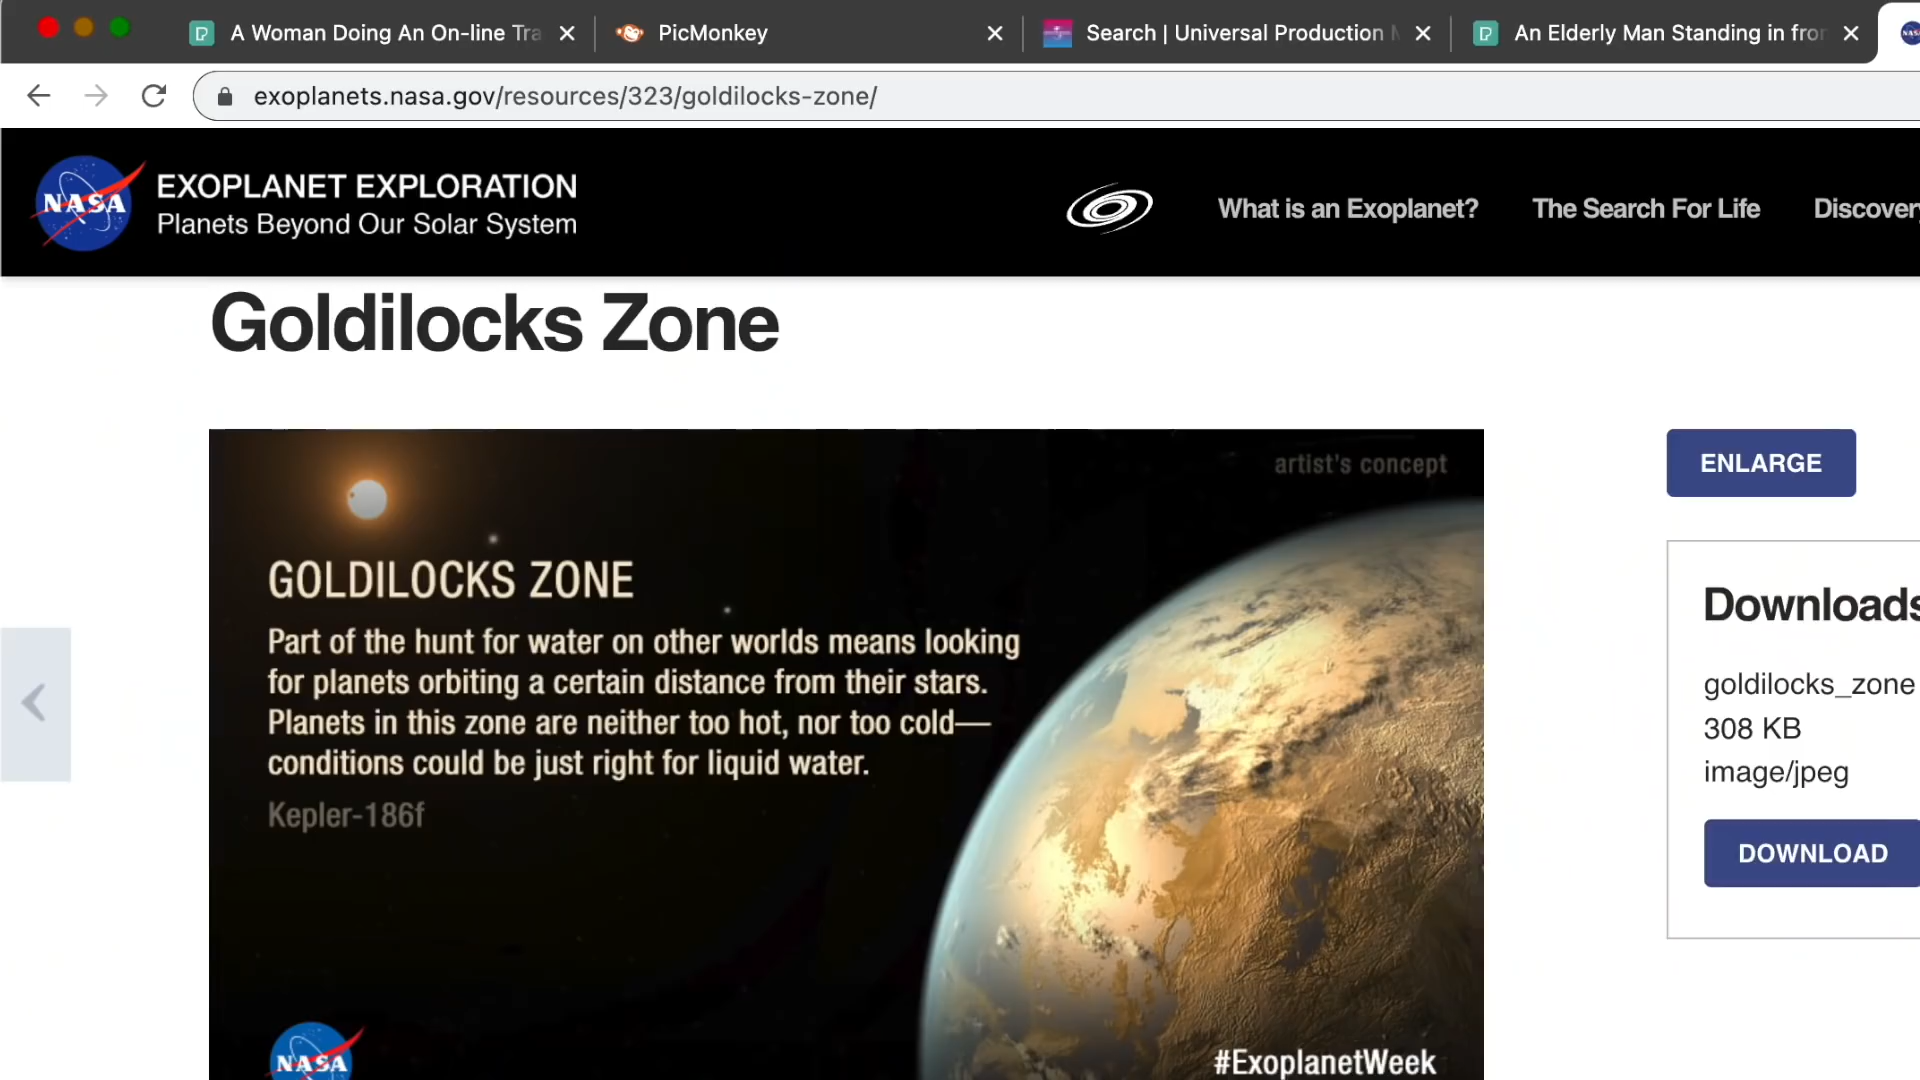 A Woman Doing An On-line Tra
PicMonkey
Search | Universal Production
An Elderly Man Standing in fron
exoplanets.nasa.gov/resources/323/goldilocks-zone/
NASA
EXOPLANET EXPLORATION
Planets Beyond Our Solar System
What is an Exoplanet?
The Search For Life
Discovery
Goldilocks Zone
artist's concept
ENLARGE
GOLDILOCKS ZONE
Part of the hunt for water on other worlds means looking
for planets orbiting a certain distance from their stars.
Planets in this zone are neither too hot, nor too cold—
conditions could be just right for liquid water.
Kepler-186f
Downloads
goldilocks_zone
308 KB
image/jpeg
DOWNLOAD
NASA
#ExoplanetWeek